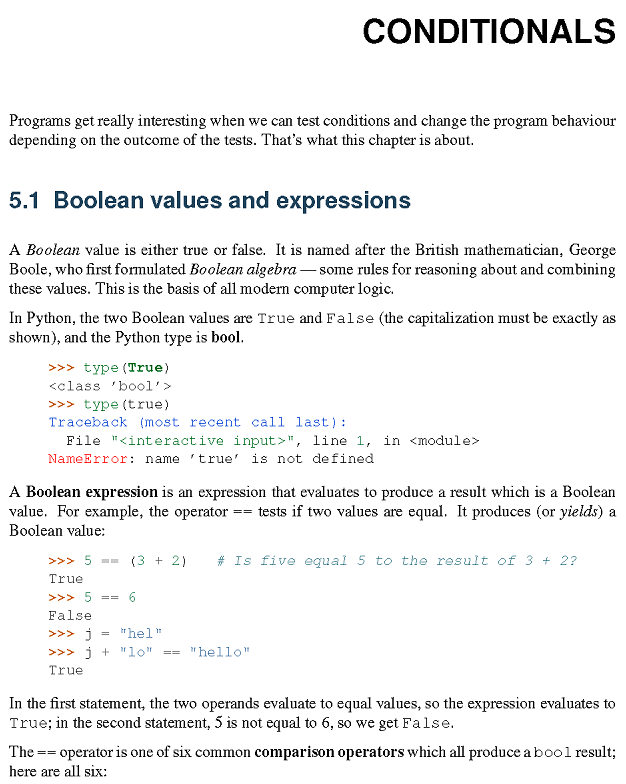 CONDITIONALS
Programs get really interesting when we can test conditions and change the program behaviour
depending on the outcome of the tests. That's what this chapter is about.
5.1 Boolean values and expressions
A Boolean value is either true or false. It is named after the British mathematician, George
Boole, who first formulated Boolean algebra — some rules for reasoning about and combining
these values. This is the basis of all modern computer logic.
In Python, the two Boolean values are True and False (the capitalization must be exactly as
shown), and the Python type is bool.
>>> type(True)
<class 'bool'>
>>> type(true)
Traceback (most recent call last):
  File "<interactive input>", line 1, in <module>
NameError: name 'true' is not defined
A Boolean expression is an expression that evaluates to produce a result which is a Boolean
value. For example, the operator == tests if two values are equal. It produces (or yields) a
Boolean value:
>>> 5 == (3 + 2)   # Is five equal 5 to the result of 3 + 2?
True
>>> 5 == 6
False
>>> j = "hel"
>>> j + "lo" == "hello"
True
In the first statement, the two operands evaluate to equal values, so the expression evaluates to
True; in the second statement, 5 is not equal to 6, so we get False.
The == operator is one of six common comparison operators which all produce a bool result;
here are all six: